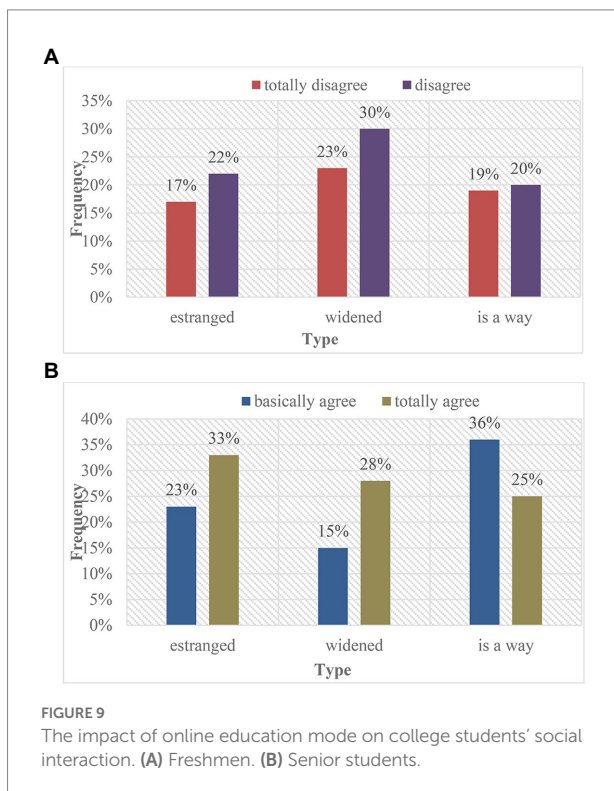 A
totally disagree disagree
35%
30%
25%
20%
15%
10%
5%
0%
Frequency
17% 22% 23% 30% 19% 20%
estranged widened is a way
Type
B
basically agree totally agree
40%
35%
30%
25%
20%
15%
10%
5%
0%
Frequency
23% 33% 15% 28% 36% 25%
estranged widened is a way
Type
FIGURE 9
The impact of online education mode on college students’ social
interaction. (A) Freshmen. (B) Senior students.